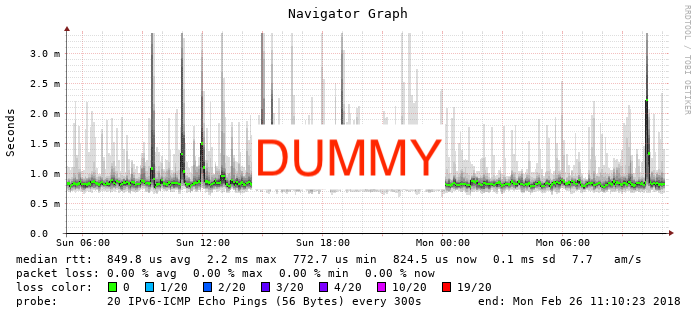 Navigator Graph
RRDTOOL / TOBI OETIKER
Seconds
3.0 m
2.5 m
2.0 m
1.5 m
1.0 m
0.5 m
0.0
DUMMY
Sun 06:00 Sun 12:00 Sun 18:00 Mon 00:00 Mon 06:00
median rtt: 849.8 us avg 2.2 ms max 772.7 us min 824.5 us now 0.1 ms sd 7.7 am/s
packet loss: 0.00 % avg 0.00 % max 0.00 % min 0.00 % now
loss color: 0 1/20 2/20 3/20 4/20 10/20 19/20
probe: 20 IPv6-ICMP Echo Pings (56 Bytes) every 300s end: Mon Feb 26 11:10:23 2018